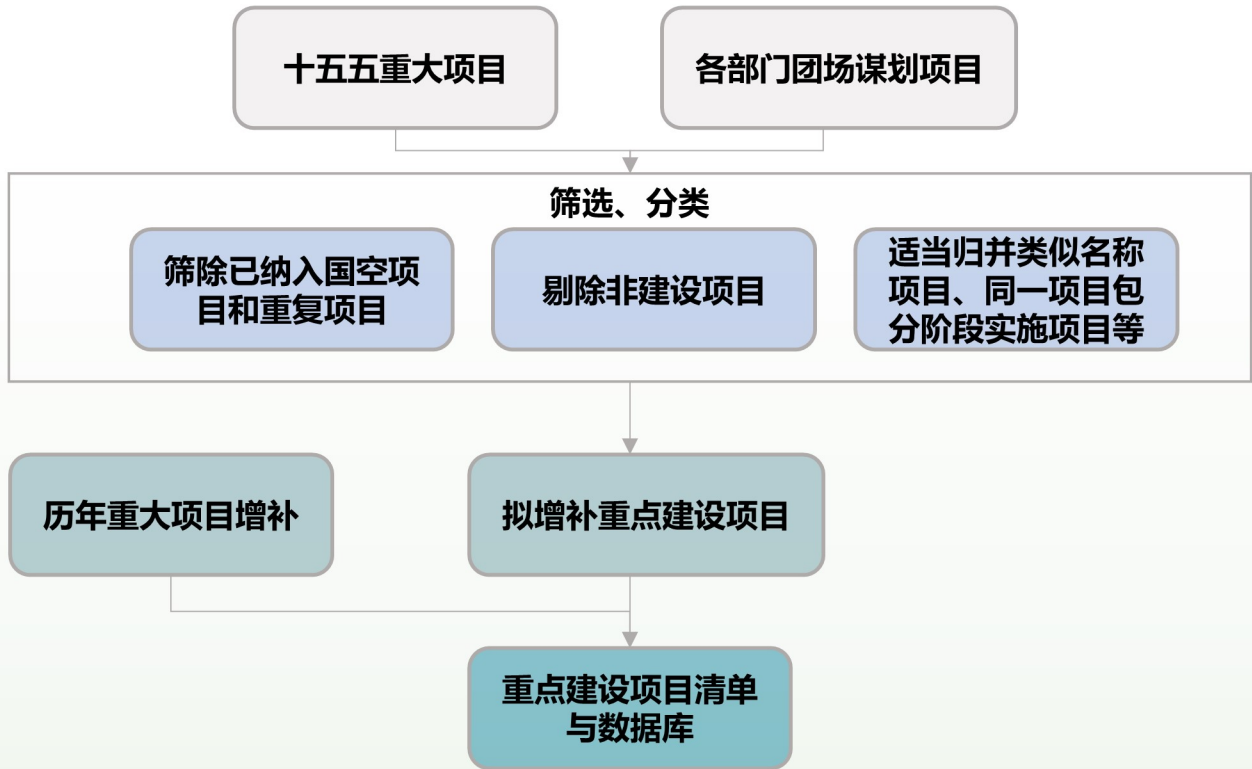 十五五重大项目
各部门团场谋划项目
筛选、分类
筛除已纳入国空项
目和重复项目
剔除非建设项目
适当归并类似名称
项目、同一项目包
分阶段实施项目等
历年重大项目增补
拟增补重点建设项目
重点建设项目清单
与数据库